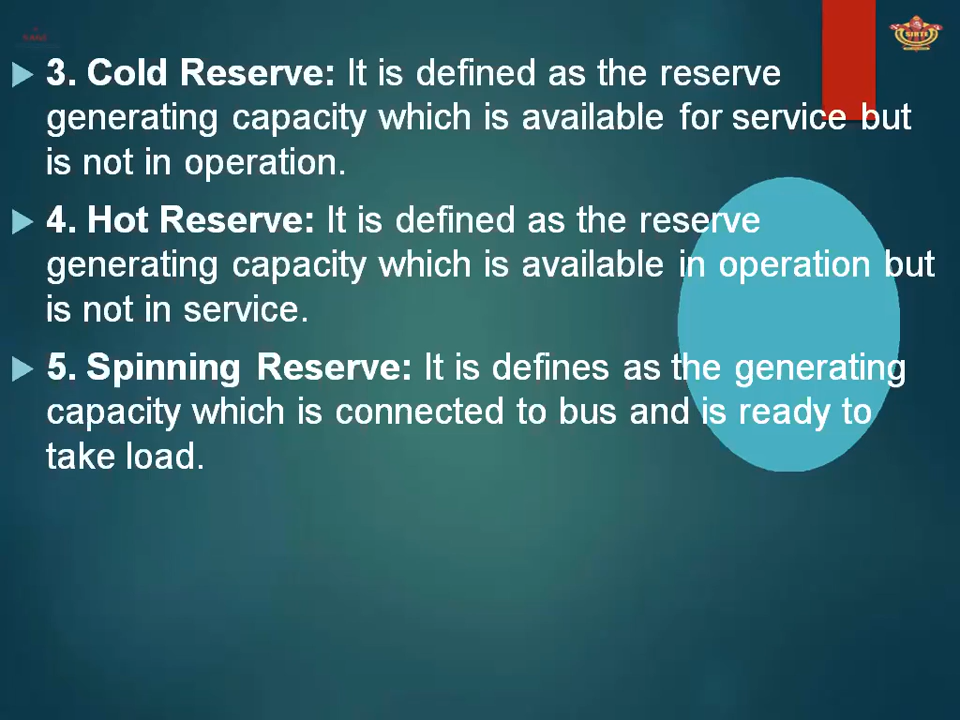 SIRTE
3. Cold Reserve: It is defined as the reserve
generating capacity which is available for service but
is not in operation.
4. Hot Reserve: It is defined as the reserve
generating capacity which is available in operation but
is not in service.
5. Spinning Reserve: It is defines as the generating
capacity which is connected to bus and is ready to
take load.